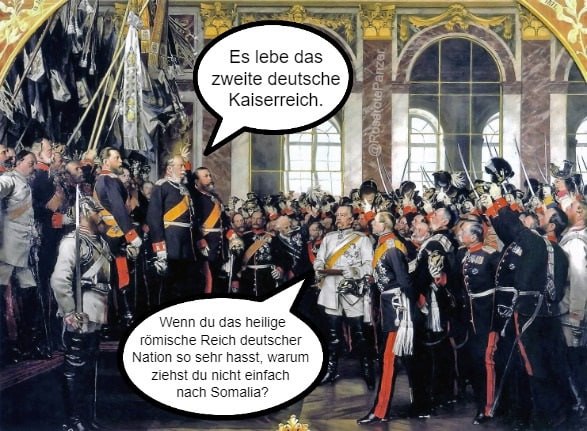 Es lebe das
zweite deutsche
Kaiserreich.
Wenn du das heilige
römische Reich deutscher
Nation so sehr hasst, warum
ziehst du nicht einfach
nach Somalia?